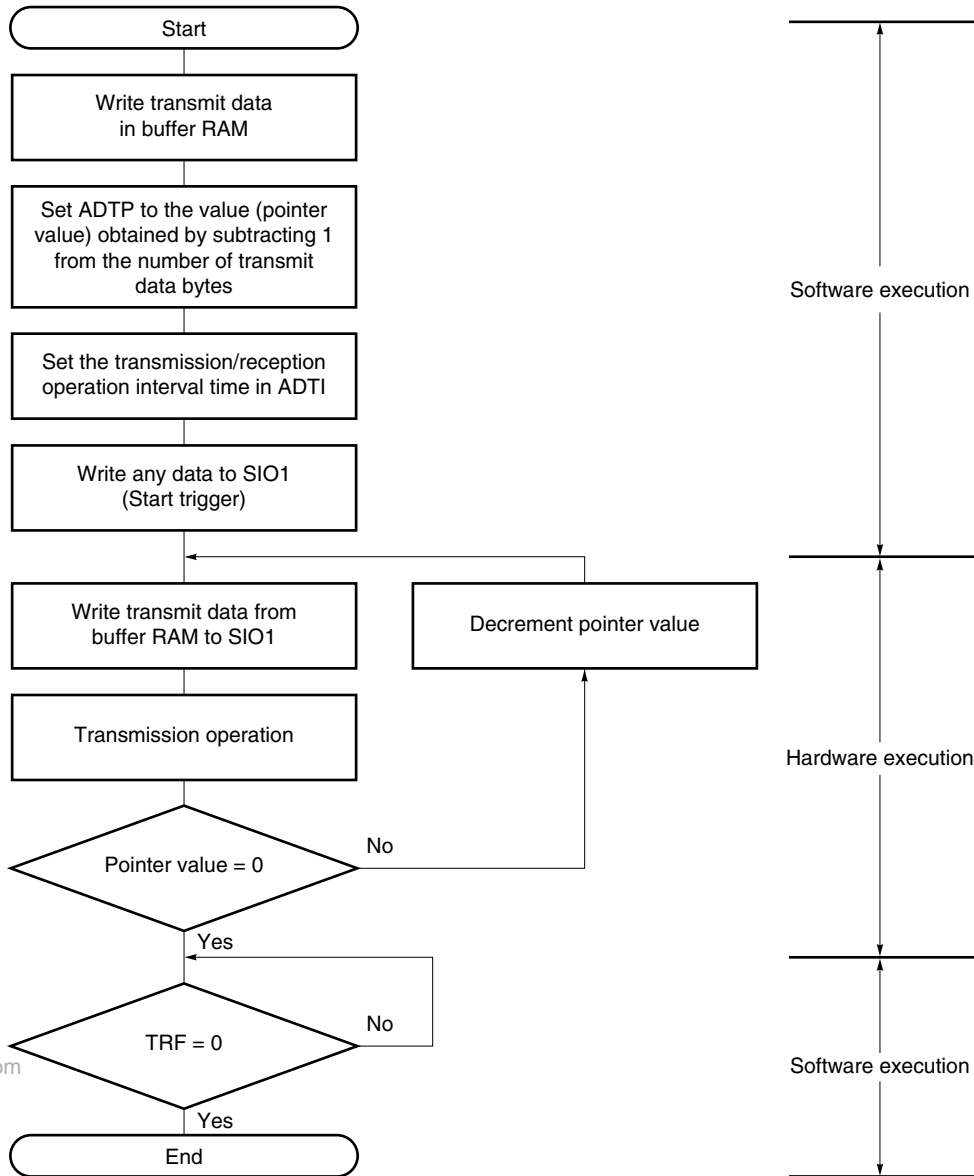 Start
Write transmit data
in buffer RAM
Set ADTP to the value (pointer
value) obtained by subtracting 1
from the number of transmit
data bytes
Software execution
Set the transmission/reception
operation interval time in ADTI
Write any data to SIO1
(Start trigger)
Write transmit data from
buffer RAM to SIO1
Decrement pointer value
Transmission operation
Hardware execution
Pointer value = 0
No
Yes
TRF = 0
No
om
Software execution
Yes
End